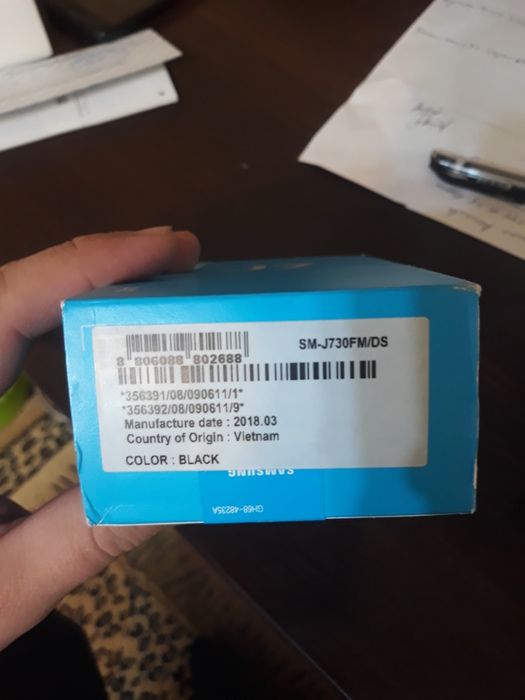 SM-J730FM/DS
8 806088 802688
*356391/08/090611/1*
*356392/08/090611/9*
Manufacture date : 2018.03
Country of Origin : Vietnam
COLOR : BLACK
SAMSUNG
GH68-48235A